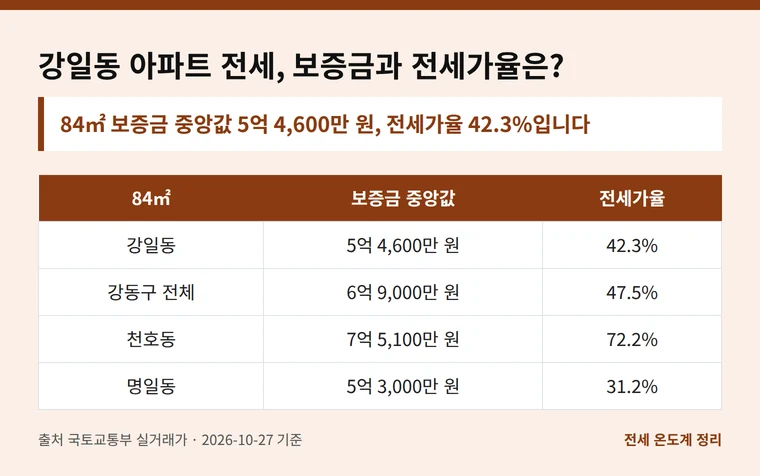 강일동 아파트 전세, 보증금과 전세가율은?
84㎡ 보증금 중앙값 5억 4,600만 원, 전세가율 42.3%입니다
84㎡ 보증금 중앙값 전세가율
강일동 5억 4,600만 원 42.3%
강동구 전체 6억 9,000만 원 47.5%
천호동 7억 5,100만 원 72.2%
명일동 5억 3,000만 원 31.2%
출처 국토교통부 실거래가 · 2026-10-27 기준
전세 온도계 정리